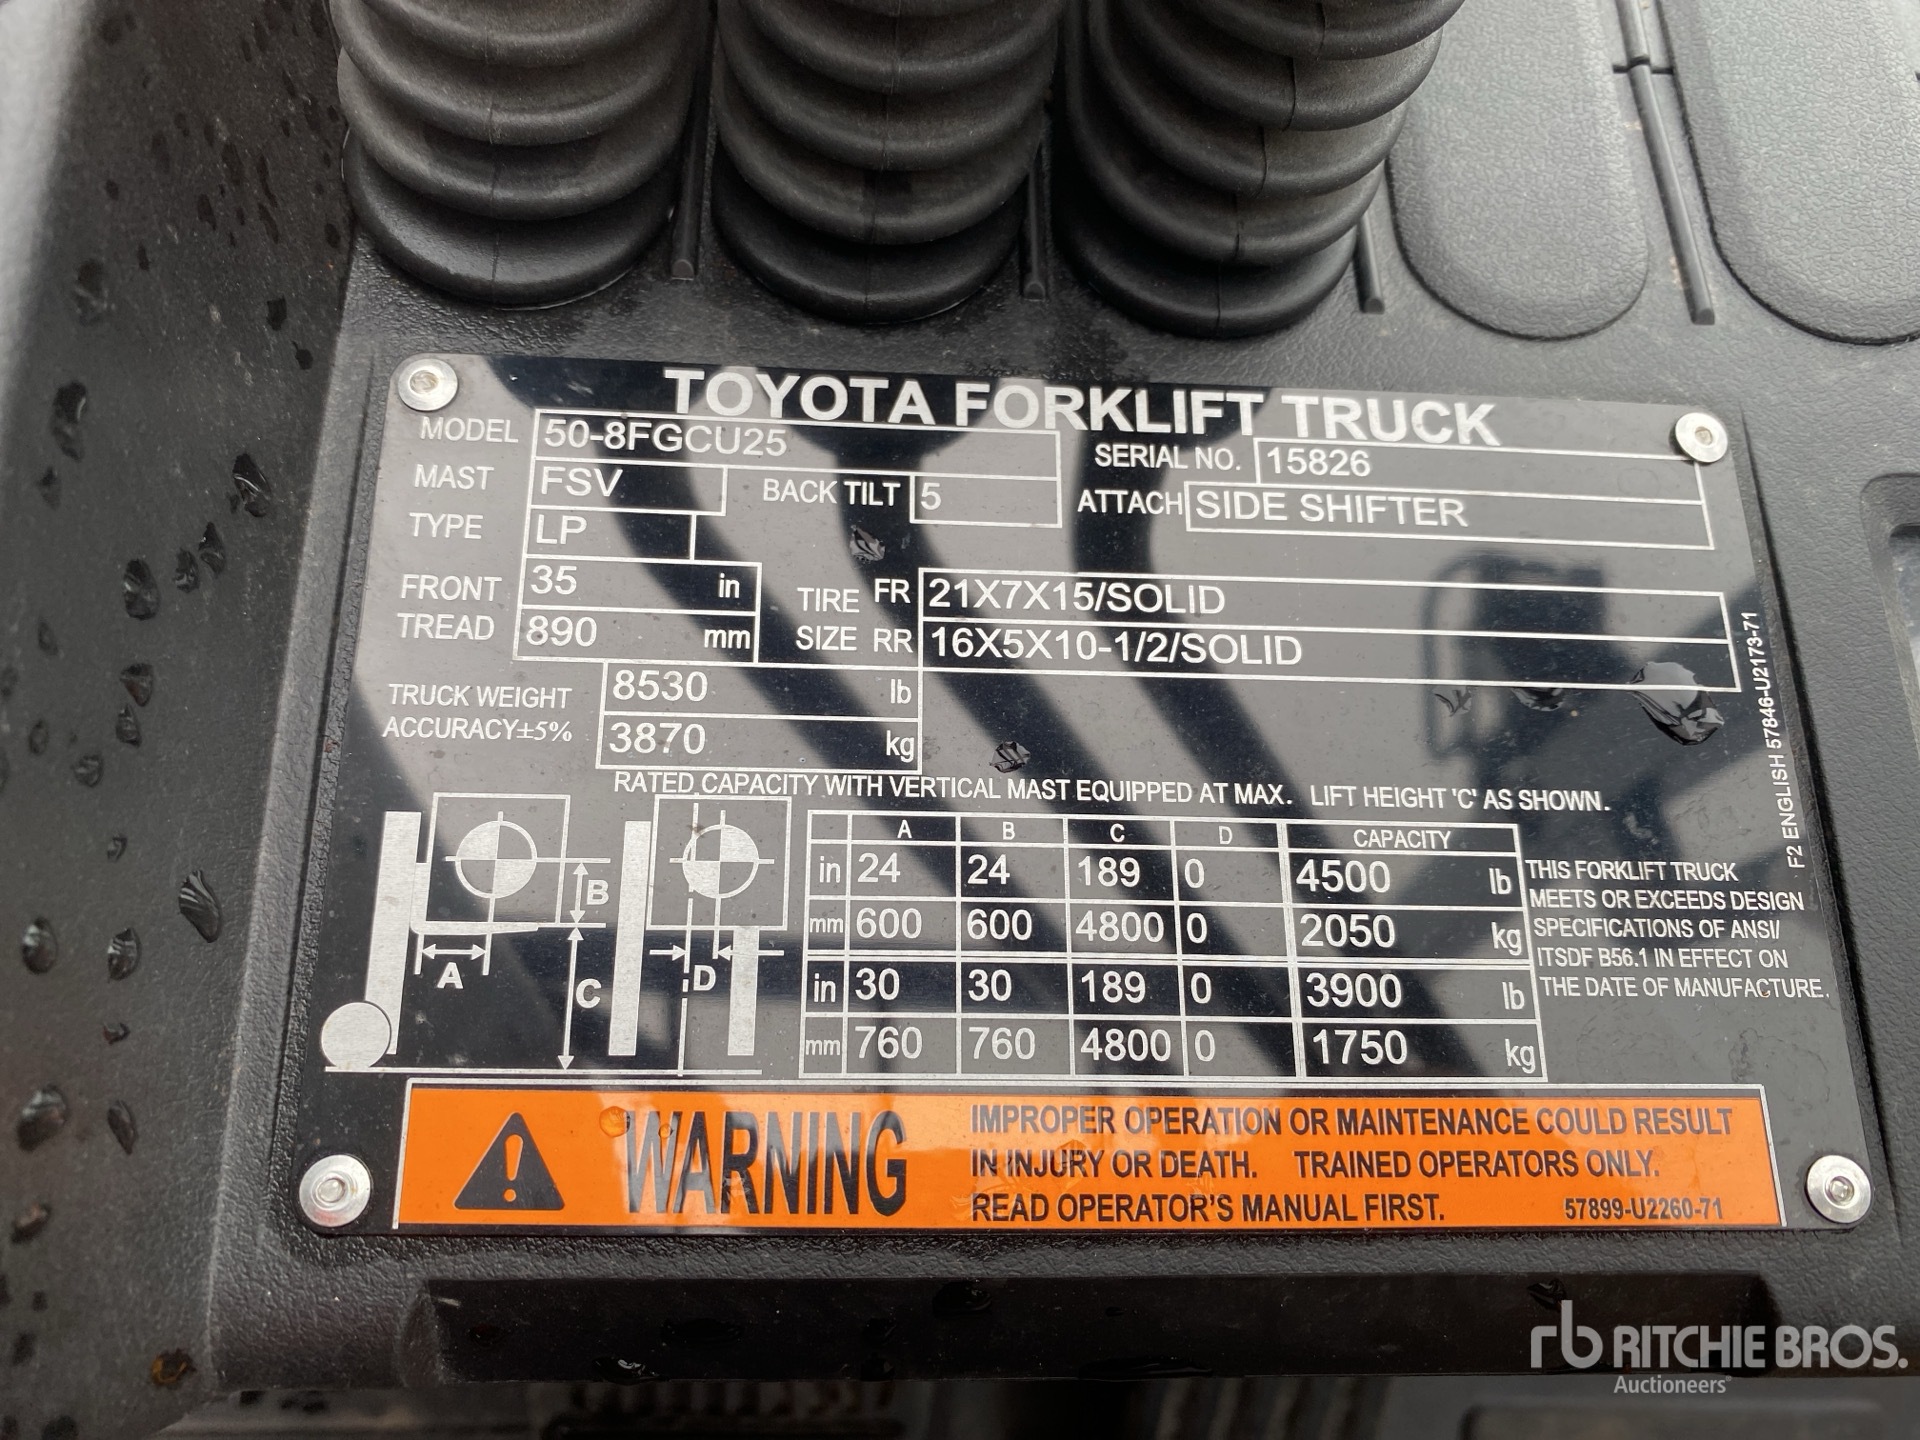 TOYOTA FORKLIFT TRUCK
MODEL 50-8FGCU25 SERIAL NO. 15826
MAST FSV BACK TILT 5 ATTACH SIDE SHIFTER
TYPE LP
FRONT TREAD 35 in TIRE SIZE FR 21X7X15/SOLID
890 mm RR 16X5X10-1/2/SOLID
TRUCK WEIGHT 8530 lb
ACCURACY±5% 3870 kg
RATED CAPACITY WITH VERTICAL MAST EQUIPPED AT MAX. LIFT HEIGHT 'C' AS SHOWN.
A B C D CAPACITY
in 24 24 189 0 4500 lb
mm 600 600 4800 0 2050 kg
in 30 30 189 0 3900 lb
mm 760 760 4800 0 1750 kg
A
B
C
D
THIS FORKLIFT TRUCK
MEETS OR EXCEEDS DESIGN
SPECIFICATIONS OF ANSI/
ITSDF B56.1 IN EFFECT ON
THE DATE OF MANUFACTURE.
F2 ENGLISH 57846-U2173-71
WARNING
IMPROPER OPERATION OR MAINTENANCE COULD RESULT
IN INJURY OR DEATH. TRAINED OPERATORS ONLY.
READ OPERATOR'S MANUAL FIRST. 57899-U2260-71
rb RITCHIE BROS.
Auctioneers